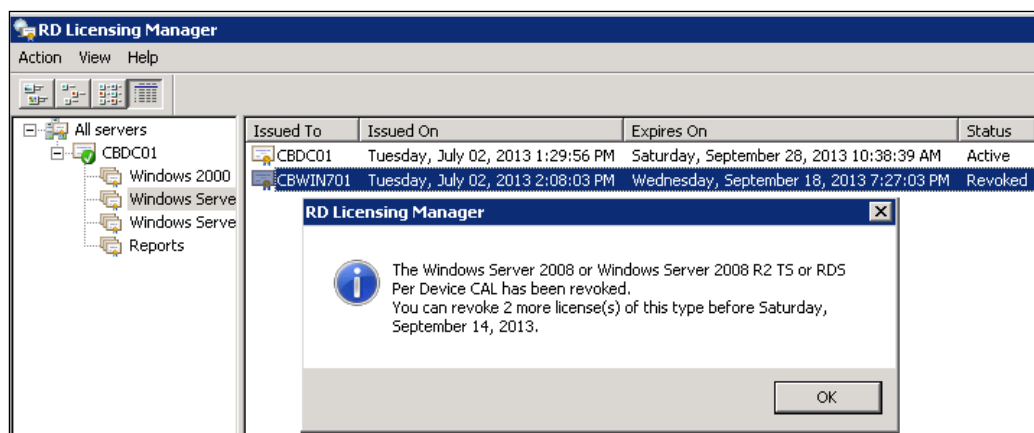 RD Licensing Manager
Action View Help
All servers
CBDC01
Windows 2000
Windows Serve
Windows Serve
Reports
Issued To Issued On Expires On Status
CBDC01 Tuesday, July 02, 2013 1:29:56 PM Saturday, September 28, 2013 10:38:39 AM Active
CBWIN701 Tuesday, July 02, 2013 2:08:03 PM Wednesday, September 18, 2013 7:27:03 PM Revoked
RD Licensing Manager
The Windows Server 2008 or Windows Server 2008 R2 TS or RDS
Per Device CAL has been revoked.
You can revoke 2 more license(s) of this type before Saturday,
September 14, 2013.
OK